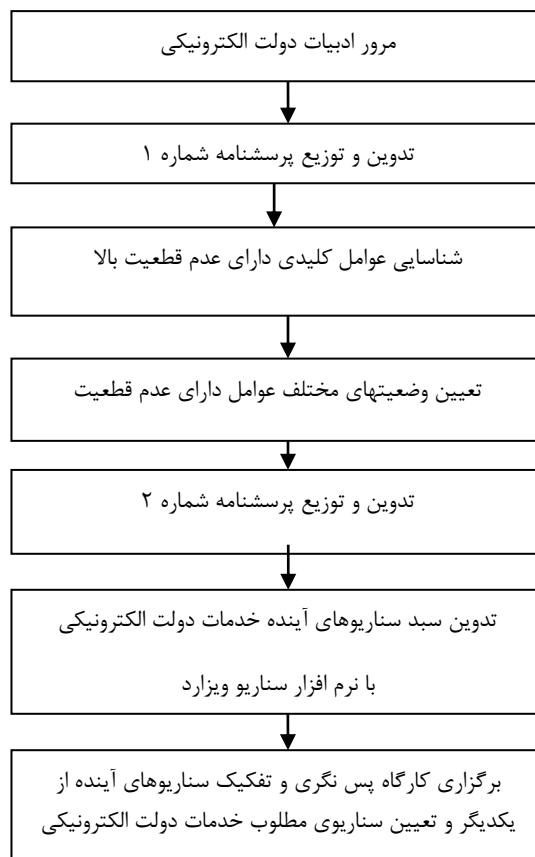 مرور ادبیات دولت الکترونیکی
تدوین و توزیع پرسشنامه شماره ۱
شناسایی عوامل کلیدی دارای عدم قطعیت بالا
تعیین وضعیتهای مختلف عوامل دارای عدم قطعیت
تدوین و توزیع پرسشنامه شماره ۲
تدوین سبد سناریوهای آینده خدمات دولت الکترونیکی
با نرم افزار سناریو ویزارد
برگزاری کارگاه پس نگری و تفکیک سناریوهای آینده از
یکدیگر و تعیین سناریوی مطلوب خدمات دولت الکترونیکی